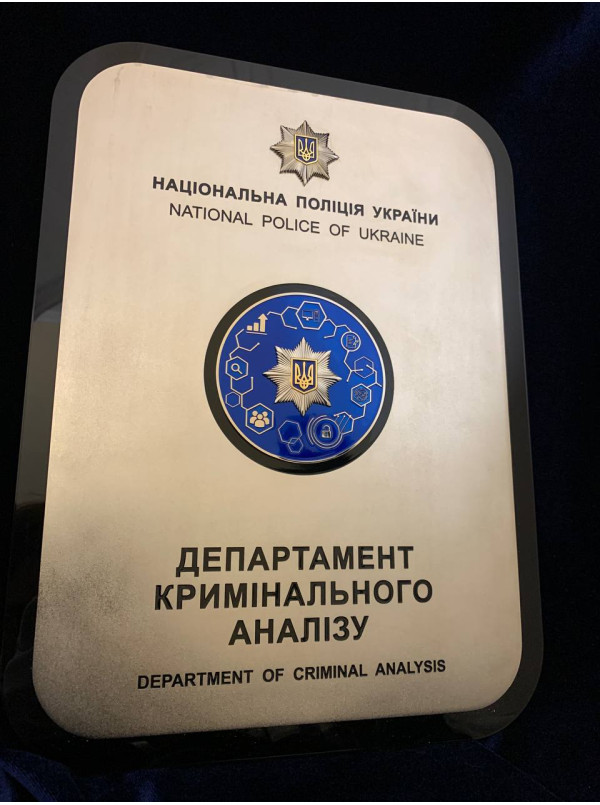 НАЦІОНАЛЬНА ПОЛІЦІЯ УКРАЇНИ
NATIONAL POLICE OF UKRAINE
ДЕПАРТАМЕНТ
КРИМІНАЛЬНОГО
АНАЛІЗУ
DEPARTMENT OF CRIMINAL ANALYSIS